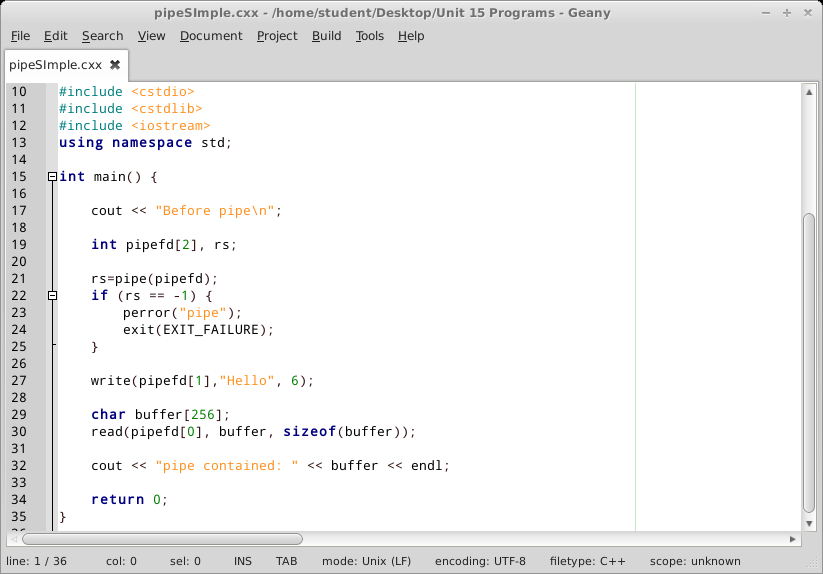 pipeSImple.cxx - /home/student/Desktop/Unit 15 Programs - Geany
File Edit Search View Document Project Build Tools Help
pipeSImple.cxx
10 #include <cstdio>
11 #include <cstdlib>
12 #include <iostream>
13 using namespace std;
14
15 int main() {
16
17     cout << "Before pipe\n";
18
19     int pipefd[2], rs;
20
21     rs=pipe(pipefd);
22     if (rs == -1) {
23         perror("pipe");
24         exit(EXIT_FAILURE);
25     }
26
27     write(pipefd[1],"Hello", 6);
28
29     char buffer[256];
30     read(pipefd[0], buffer, sizeof(buffer));
31
32     cout << "pipe contained: " << buffer << endl;
33
34     return 0;
35 }
line: 1 / 36 col: 0 sel: 0 INS TAB mode: Unix (LF) encoding: UTF-8 filetype: C++ scope: unknown